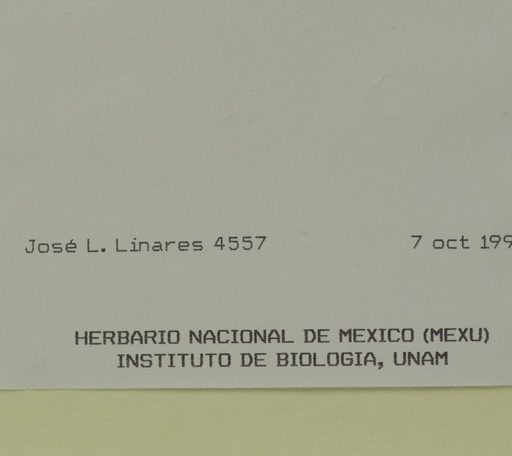 José L. Linares 4557 7 oct 199
HERBARIO NACIONAL DE MEXICO (MEXU)
INSTITUTO DE BIOLOGIA, UNAM